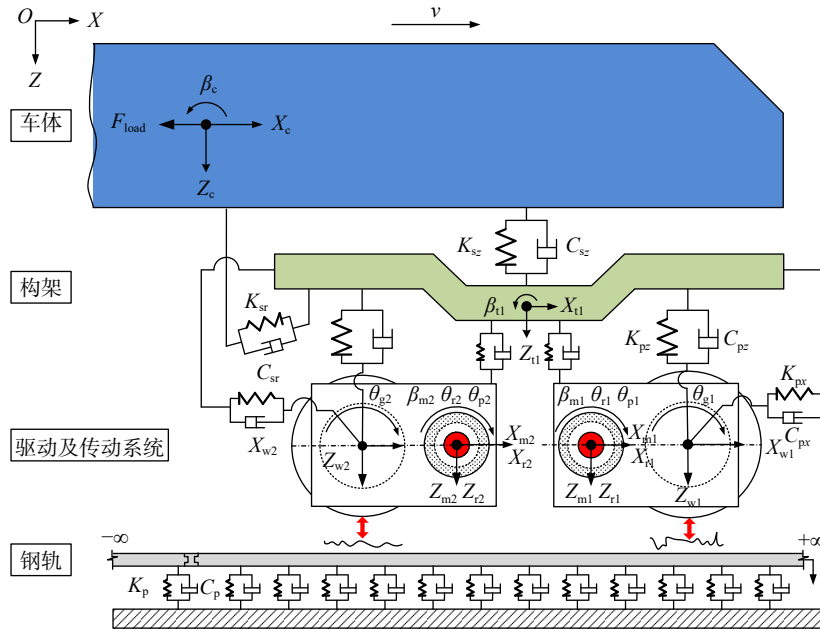 O X v
Z
车体
β_c
F_load X_c
Z_c
K_sz C_sz
构架
β_t1 X_t1
Z_t1
K_sr
C_sr
K_pz C_pz
K_px
C_px
驱动及传动系统
θ_g2 β_m2 θ_r2 θ_p2
β_m1 θ_r1 θ_p1 θ_g1
X_w2 X_m2 X_m1 X_w1
X_r2 X_r1
Z_w2 Z_m2 Z_r2 Z_m1 Z_r1 Z_w1
钢轨
−∞ +∞
K_p C_p